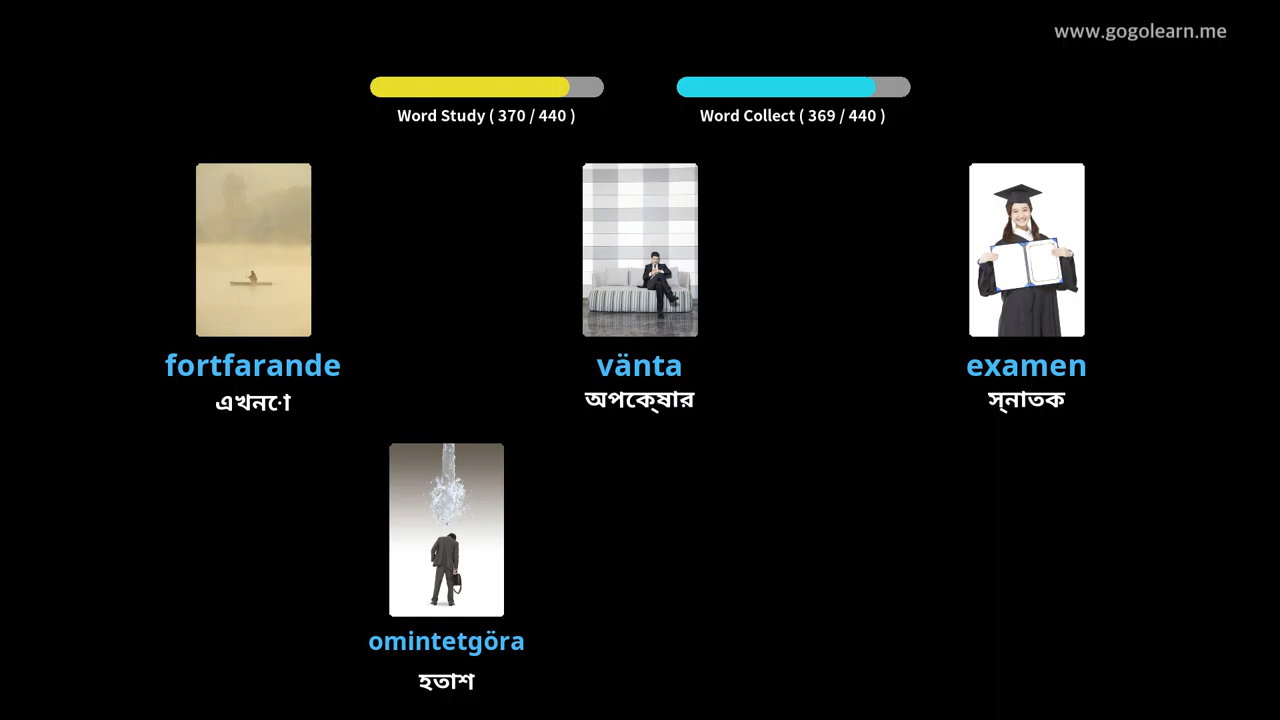 www.gogolearn.me
Word Study ( 370 / 440 )
Word Collect ( 369 / 440 )
fortfarande
vänta
examen
এখনো
অপেক্ষার
স্নাতক
omintetgöra
হতাশ